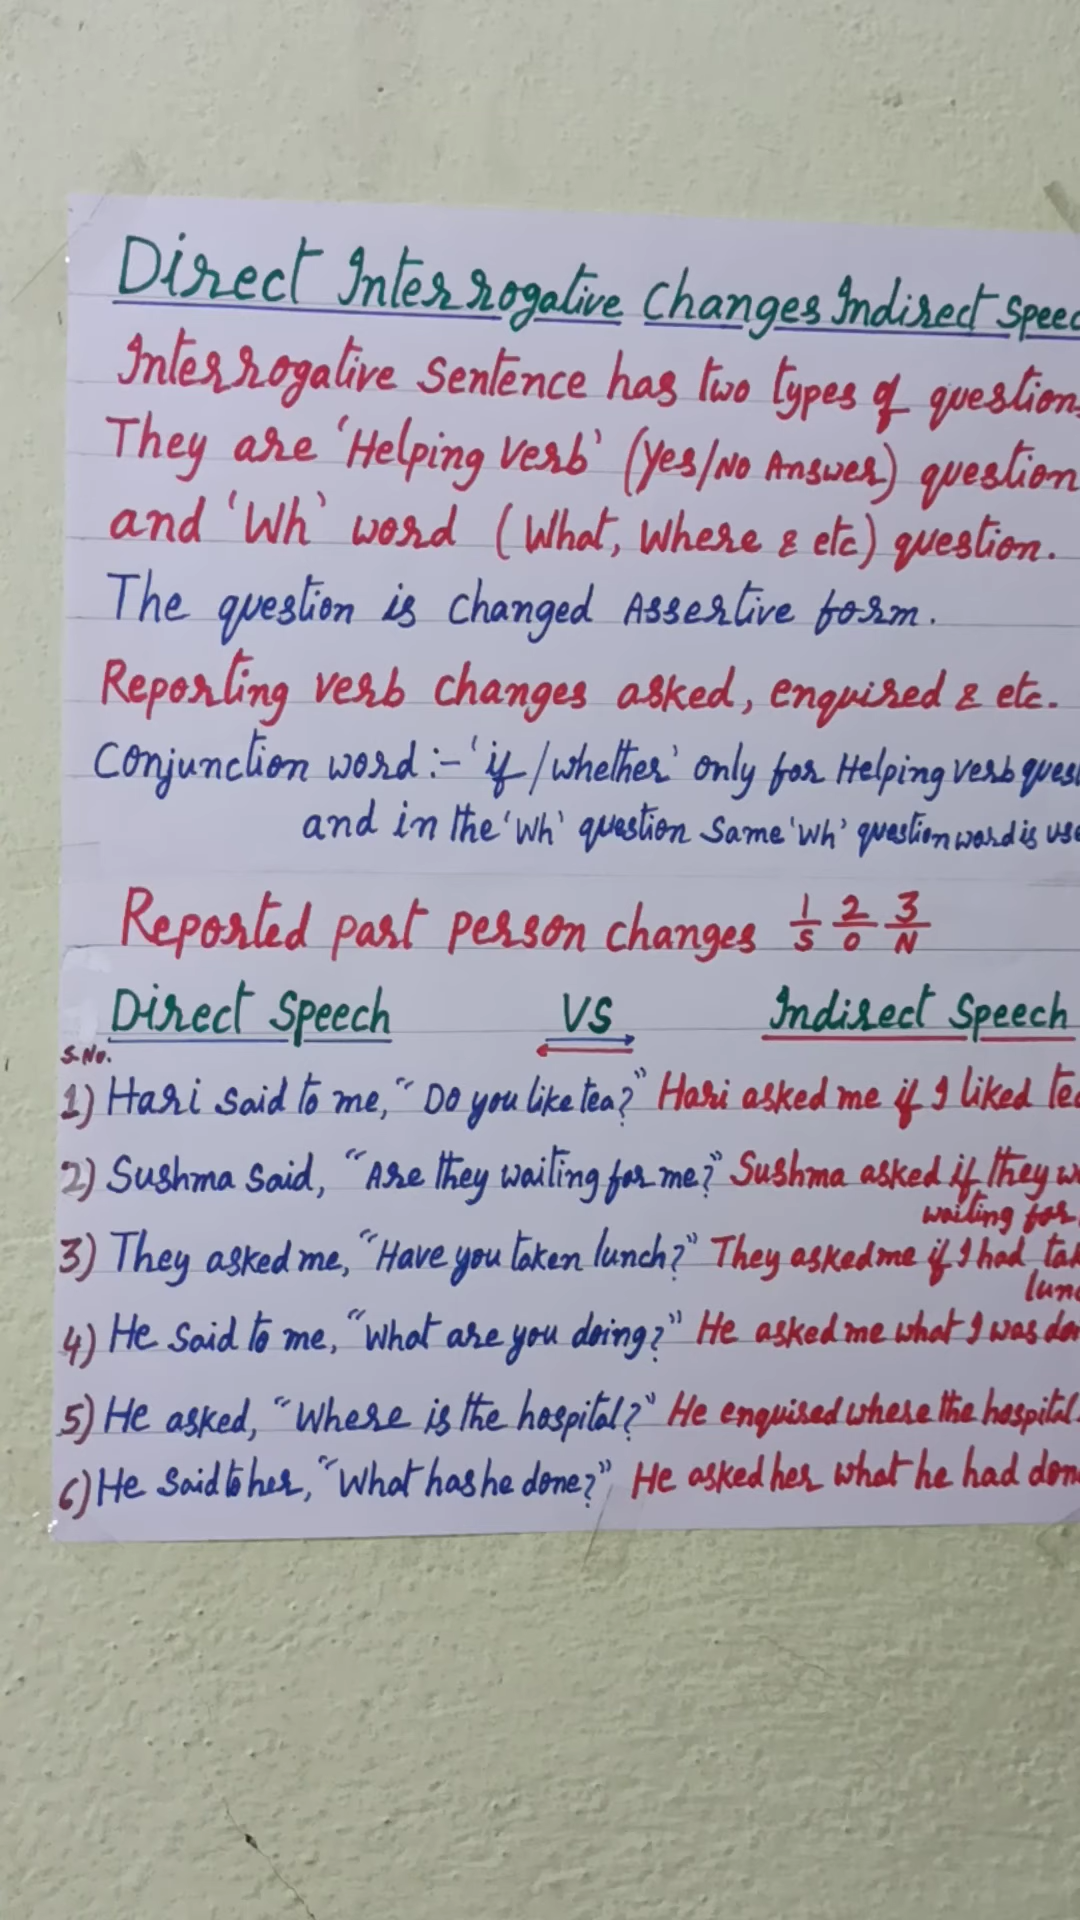 Direct Interrogative Changes Indirect Speec
Interrogative Sentence has two types of question
They are 'Helping Verb' (Yes/No Answer) question
and 'Wh' word (What, Where & etc) question.
The question is changed Assertive form.
Reporting verb changes asked, enquired & etc.
Conjunction word :- 'if/whether' only for Helping verb ques
and in the 'Wh' question Same 'Wh' question word is us
Reported part person changes 1/S 2/O 3/N
Direct Speech VS Indirect Speech
S.No.
1) Hari said to me, "Do you like tea?" Hari asked me if I liked te
2) Sushma said, "Are they waiting for me?" Sushma asked if they w
waiting for
3) They asked me, "Have you taken lunch?" They asked me if I had ta
lun
4) He said to me, "What are you doing?" He asked me what I was do
5) He asked, "Where is the hospital?" He enquired where the hospital
6) He said to her, "What has he done?" He asked her what he had don